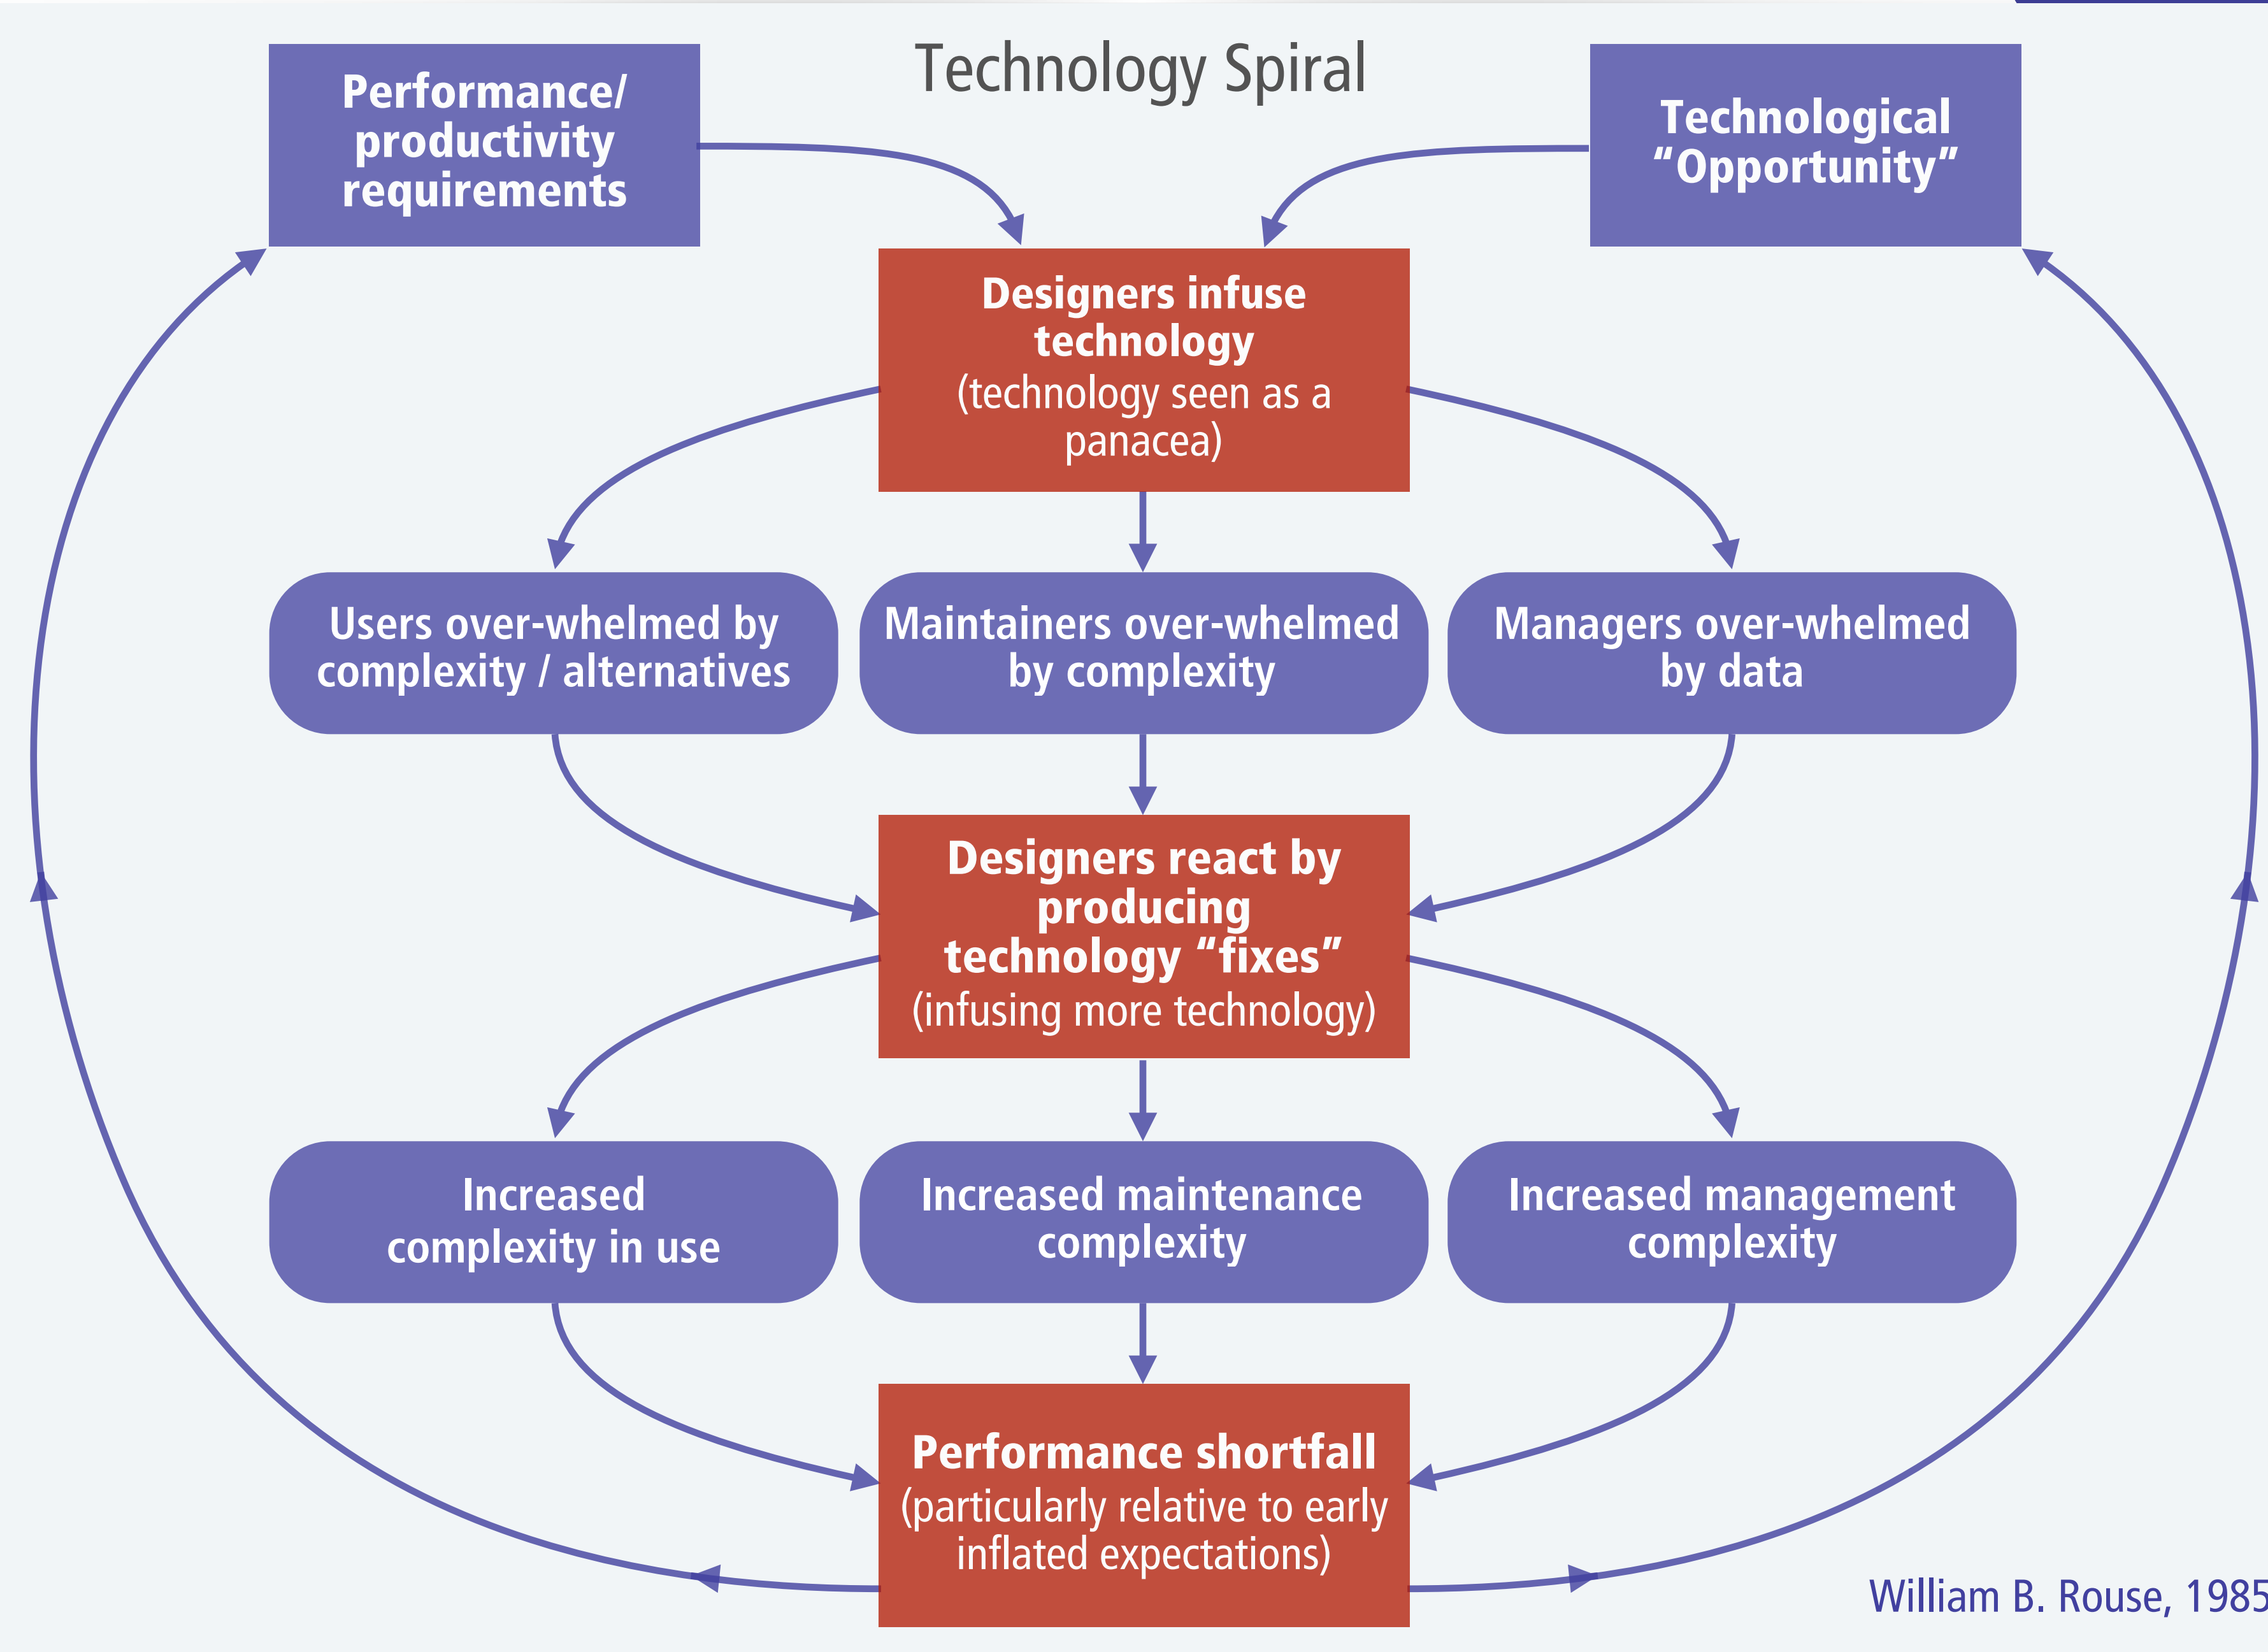 Technology Spiral
Performance/
productivity
requirements
Technological
“Opportunity”
Designers infuse
technology
(technology seen as a
panacea)
Users over-whelmed by
complexity / alternatives
Maintainers over-whelmed
by complexity
Managers over-whelmed
by data
Designers react by
producing
technology “fixes”
(infusing more technology)
Increased
complexity in use
Increased maintenance
complexity
Increased management
complexity
Performance shortfall
(particularly relative to early
inflated expectations)
William B. Rouse, 1985